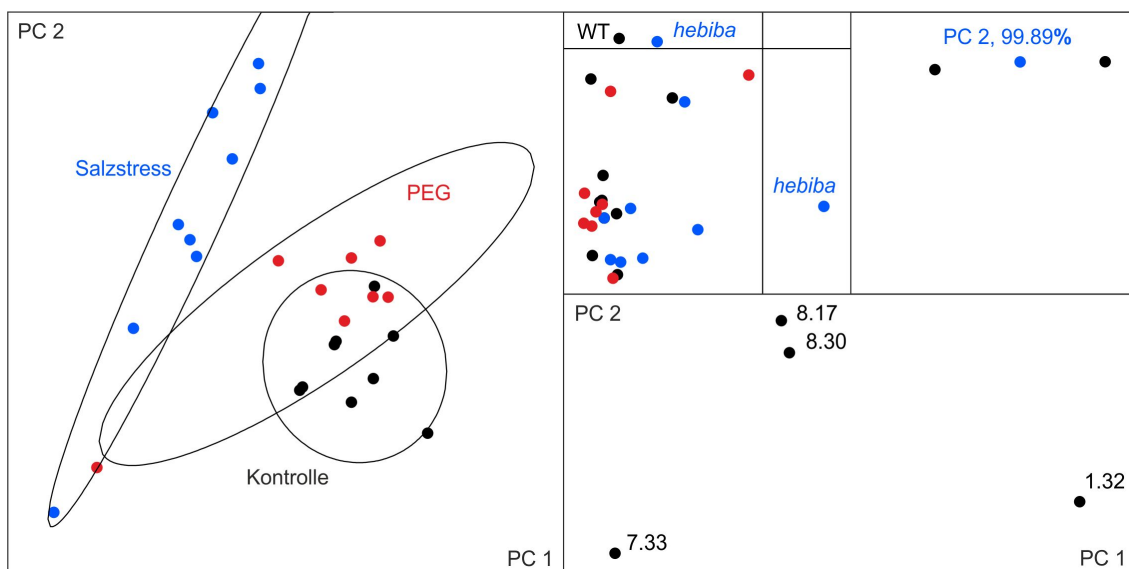 PC 2
Salzstress
PEG
Kontrolle
PC 1
WT
hebiba
hebiba
PC 2, 99.89%
PC 2
8.17
8.30
1.32
7.33
PC 1